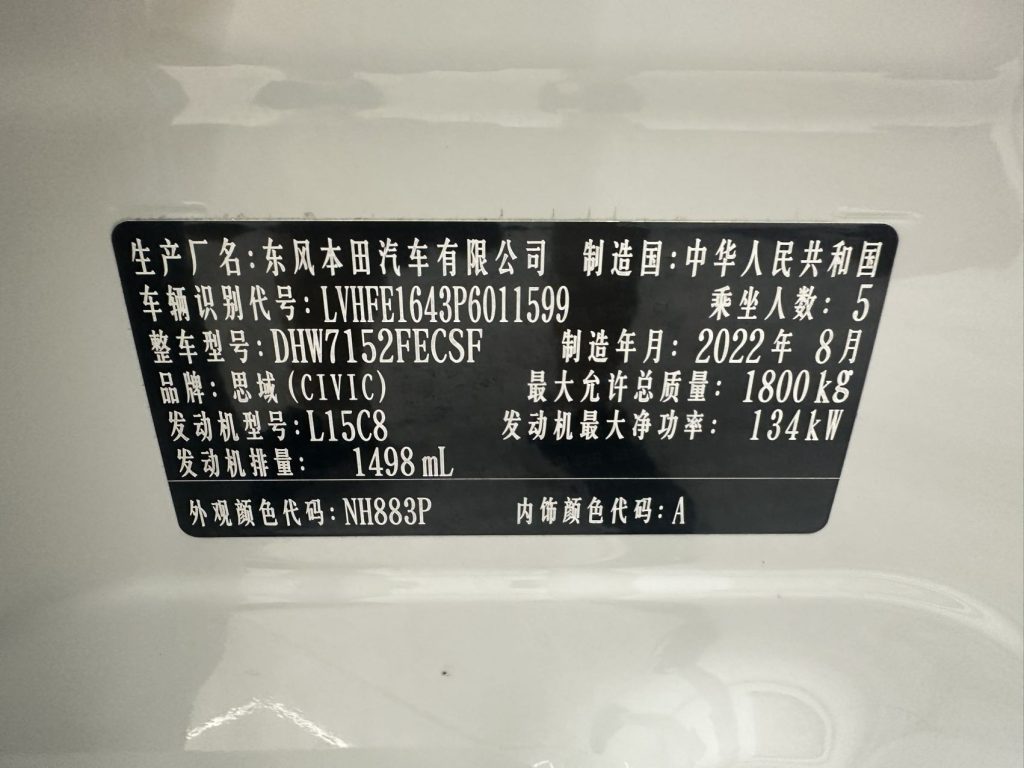 生产厂名:东风本田汽车有限公司 制造国:中华人民共和国
车辆识别代号:LVHFE1643P6011599 乘坐人数:5
整车型号:DHW7152FECSF 制造年月:2022年8月
品牌:思域(CIVIC) 最大允许总质量:1800kg
发动机型号:L15C8 发动机最大净功率:134kW
发动机排量:1498mL
外观颜色代码:NH883P 内饰颜色代码:A